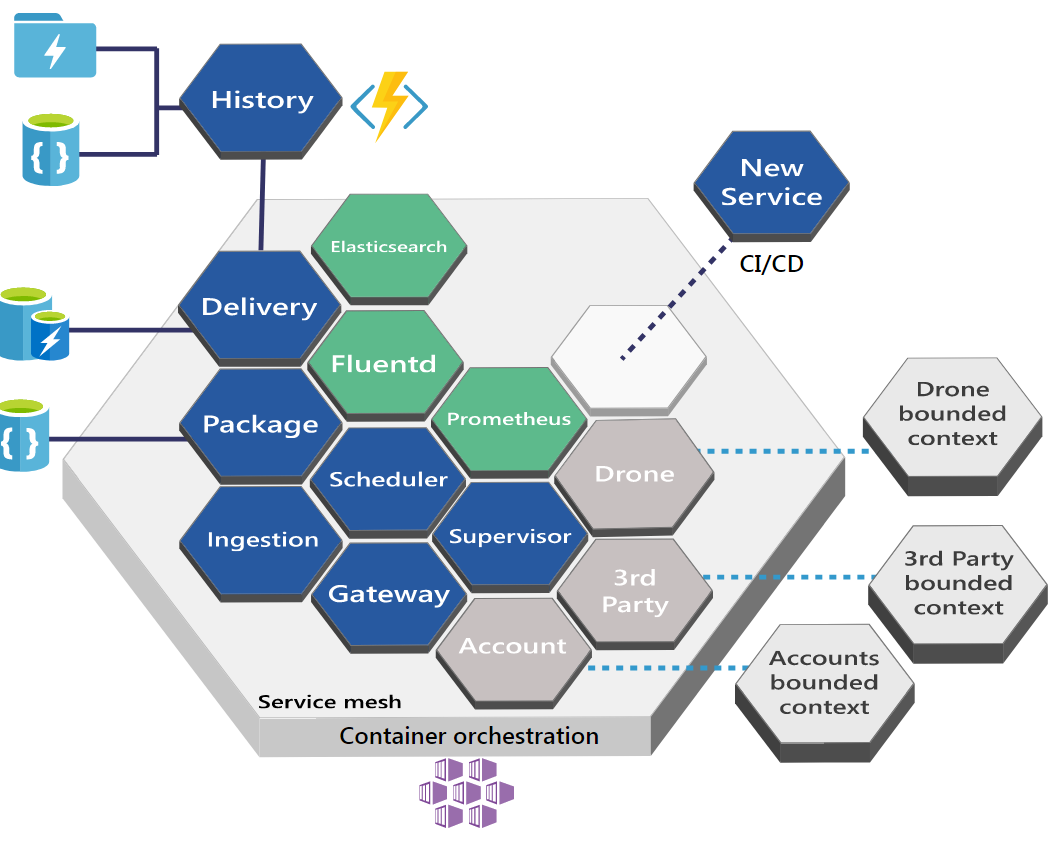 History
New
Service
CI/CD
Elasticsearch
Delivery
Fluentd
Prometheus
Package
Scheduler
Drone
Ingestion
Supervisor
Gateway
3rd
Party
Account
Drone
bounded
context
3rd Party
bounded
context
Accounts
bounded
context
Service mesh
Container orchestration